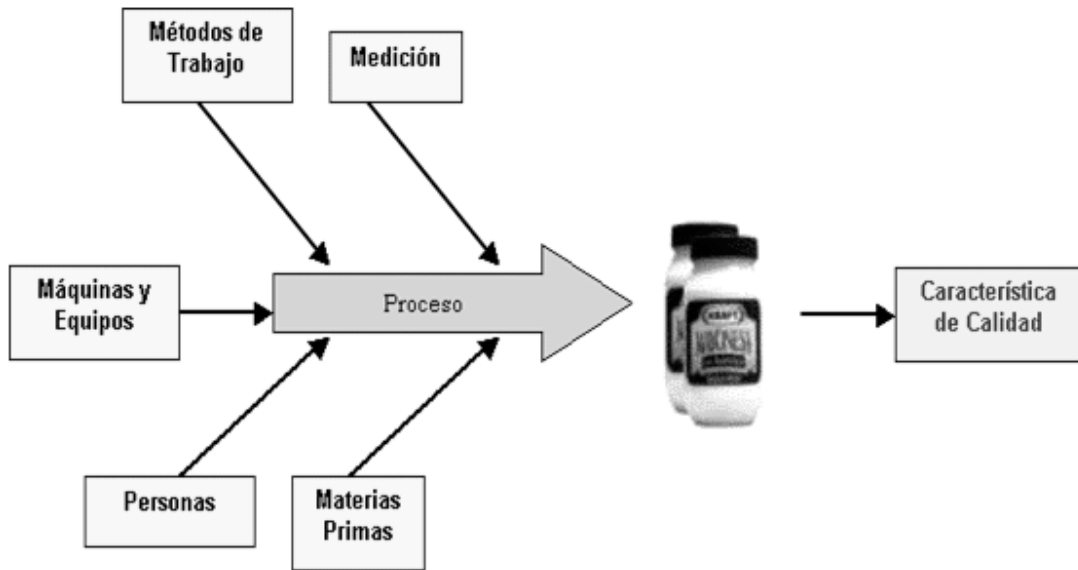 Métodos de
Trabajo
Medición
Máquinas y
Equipos
Proceso
KRAFT
Característica
de Calidad
Personas
Materias
Primas